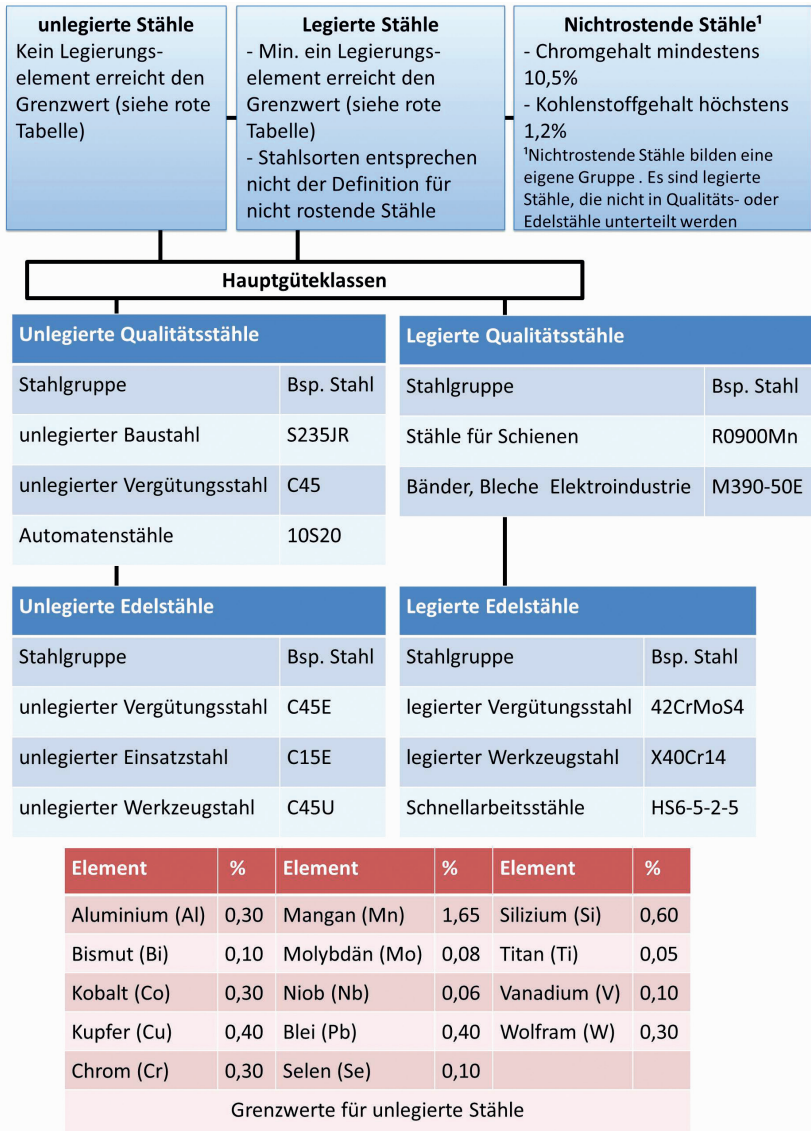 unlegierte Stähle
Kein Legierungs-
element erreicht den
Grenzwert (siehe rote
Tabelle)
Legierte Stähle
- Min. ein Legierungs-
element erreicht den
Grenzwert (siehe rote
Tabelle)
- Stahlsorten entsprechen
nicht der Definition für
nicht rostende Stähle
Nichtrostende Stähle¹
- Chromgehalt mindestens
10,5%
- Kohlenstoffgehalt höchstens
1,2%
¹Nichtrostende Stähle bilden eine
eigene Gruppe . Es sind legierte
Stähle, die nicht in Qualitäts- oder
Edelstähle unterteilt werden
Hauptgüteklassen
Unlegierte Qualitätsstähle
Stahlgruppe Bsp. Stahl
unlegierter Baustahl S235JR
unlegierter Vergütungsstahl C45
Automatenstähle 10S20
Legierte Qualitätsstähle
Stahlgruppe Bsp. Stahl
Stähle für Schienen R0900Mn
Bänder, Bleche Elektroindustrie M390-50E
Unlegierte Edelstähle
Stahlgruppe Bsp. Stahl
unlegierter Vergütungsstahl C45E
unlegierter Einsatzstahl C15E
unlegierter Werkzeugstahl C45U
Legierte Edelstähle
Stahlgruppe Bsp. Stahl
legierter Vergütungsstahl 42CrMoS4
legierter Werkzeugstahl X40Cr14
Schnellarbeitsstähle HS6-5-2-5
Element % Element % Element %
Aluminium (Al) 0,30 Mangan (Mn) 1,65 Silizium (Si) 0,60
Bismut (Bi) 0,10 Molybdän (Mo) 0,08 Titan (Ti) 0,05
Kobalt (Co) 0,30 Niob (Nb) 0,06 Vanadium (V) 0,10
Kupfer (Cu) 0,40 Blei (Pb) 0,40 Wolfram (W) 0,30
Chrom (Cr) 0,30 Selen (Se) 0,10
Grenzwerte für unlegierte Stähle